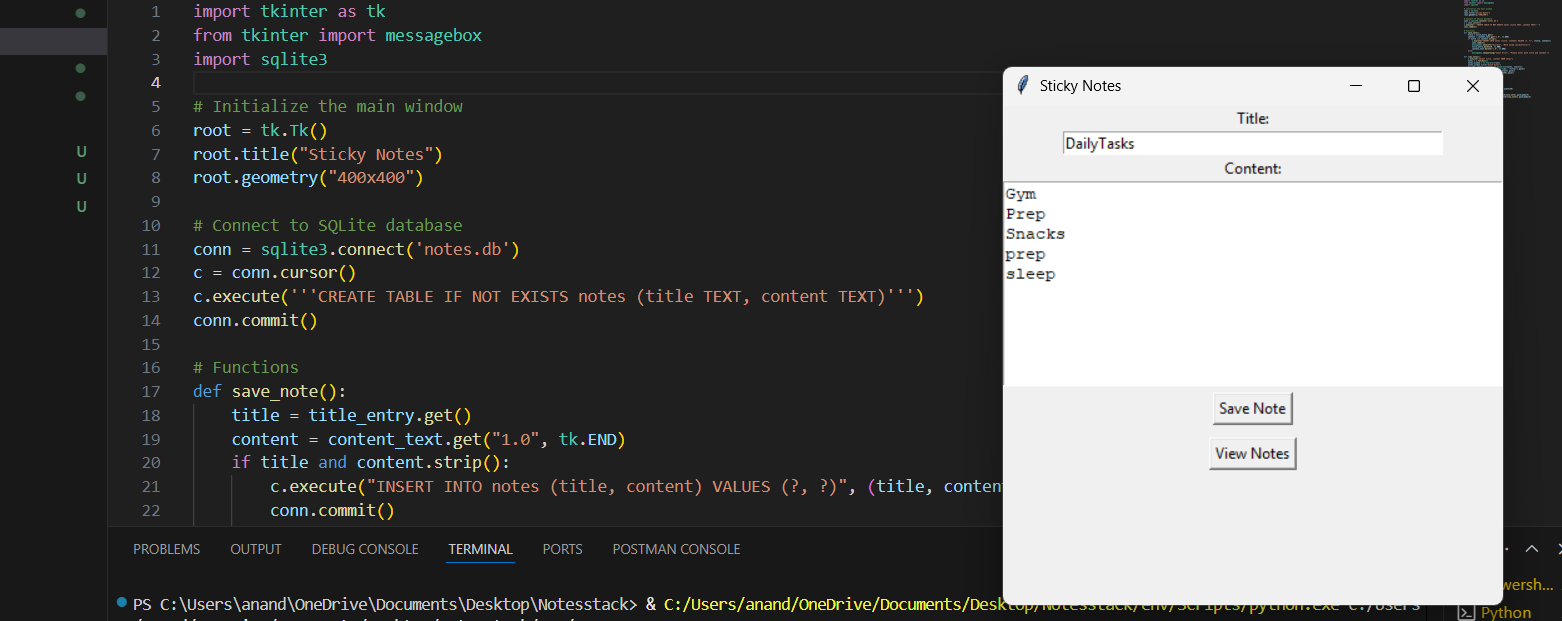 1 import tkinter as tk
2 from tkinter import messagebox
3 import sqlite3
4
5 # Initialize the main window
6 root = tk.Tk()
7 root.title("Sticky Notes")
8 root.geometry("400x400")
9
10 # Connect to SQLite database
11 conn = sqlite3.connect('notes.db')
12 c = conn.cursor()
13 c.execute('''CREATE TABLE IF NOT EXISTS notes (title TEXT, content TEXT)''')
14 conn.commit()
15
16 # Functions
17 def save_note():
18     title = title_entry.get()
19     content = content_text.get("1.0", tk.END)
20     if title and content.strip():
21         c.execute("INSERT INTO notes (title, content) VALUES (?, ?)", (title, conten
22         conn.commit()
U
U
U
Sticky Notes
Title:
DailyTasks
Content:
Gym
Prep
Snacks
prep
sleep
Save Note
View Notes
PROBLEMS OUTPUT DEBUG CONSOLE TERMINAL PORTS POSTMAN CONSOLE
PS C:\Users\anand\OneDrive\Documents\Desktop\Notesstack> & C:/Users/anand/OneDrive/Documents/Desktop/Notesstack/env/Scripts/python.exe c:/Users
wersh...
Python